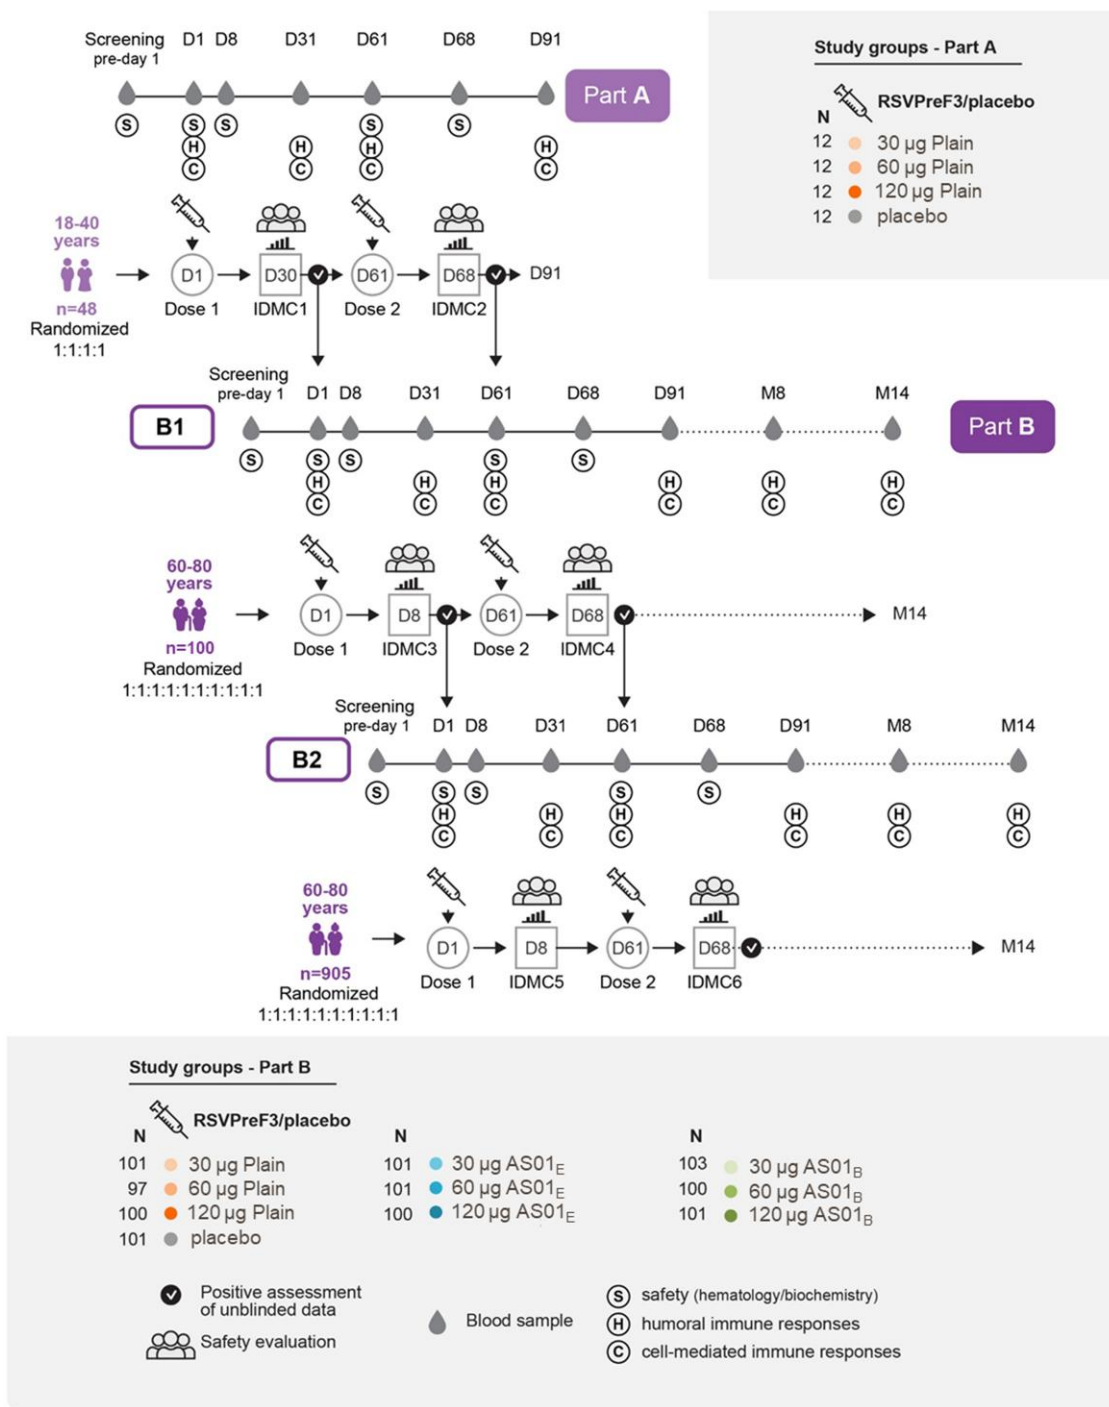 Screening D1 D8 D31 D61 D68 D91
pre-day 1
Part A
S S S S S
H H H H
C C C C
18-40
years
n=48
Randomized
1:1:1:1
D1 D30 D61 D68 D91
Dose 1 IDMC1 Dose 2 IDMC2
Study groups - Part A
RSVPreF3/placebo
N
12 30 µg Plain
12 60 µg Plain
12 120 µg Plain
12 placebo
Screening
pre-day 1 D1 D8 D31 D61 D68 D91 M8 M14
B1
Part B
S S S S S
H H H H H H
C C C C C C
60-80
years
n=100
Randomized
1:1:1:1:1:1:1:1:1:1
D1 D8 D61 D68 M14
Dose 1 IDMC3 Dose 2 IDMC4
Screening
pre-day 1 D1 D8 D31 D61 D68 D91 M8 M14
B2
S S S S S
H H H H H H
C C C C C C
60-80
years
n=905
Randomized
1:1:1:1:1:1:1:1:1:1
D1 D8 D61 D68 M14
Dose 1 IDMC5 Dose 2 IDMC6
Study groups - Part B
RSVPreF3/placebo
N
101 30 µg Plain
97 60 µg Plain
100 120 µg Plain
101 placebo
N
101 30 µg AS01E
101 60 µg AS01E
100 120 µg AS01E
N
103 30 µg AS01B
100 60 µg AS01B
101 120 µg AS01B
Positive assessment
of unblinded data
Safety evaluation
Blood sample
S safety (hematology/biochemistry)
H humoral immune responses
C cell-mediated immune responses